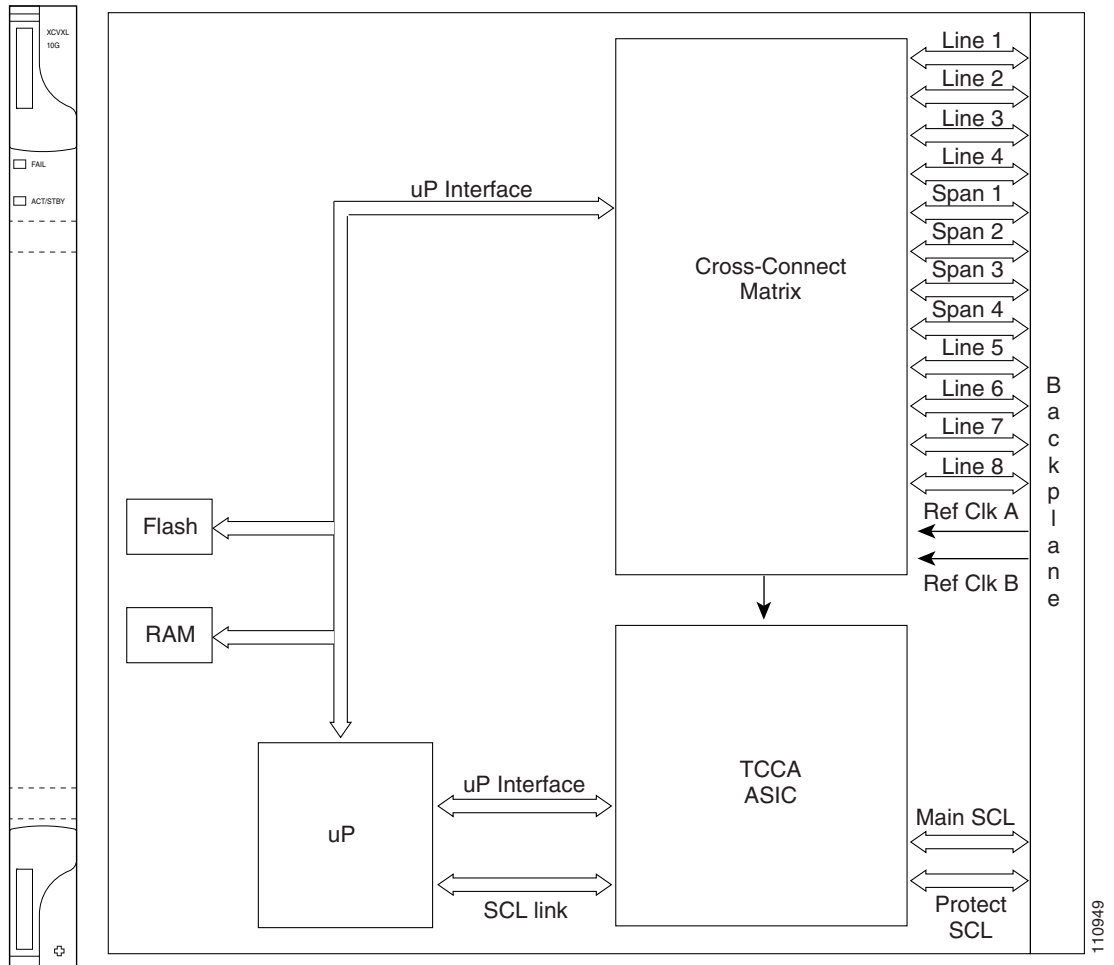 XCVXL
10G
FAIL
ACT/STBY
uP Interface
Cross-Connect
Matrix
Line 1
Line 2
Line 3
Line 4
Span 1
Span 2
Span 3
Span 4
Line 5
Line 6
Line 7
Line 8
Ref Clk A
Ref Clk B
Backplane
Flash
RAM
uP
uP Interface
SCL link
TCCA
ASIC
Main SCL
Protect
SCL
110949